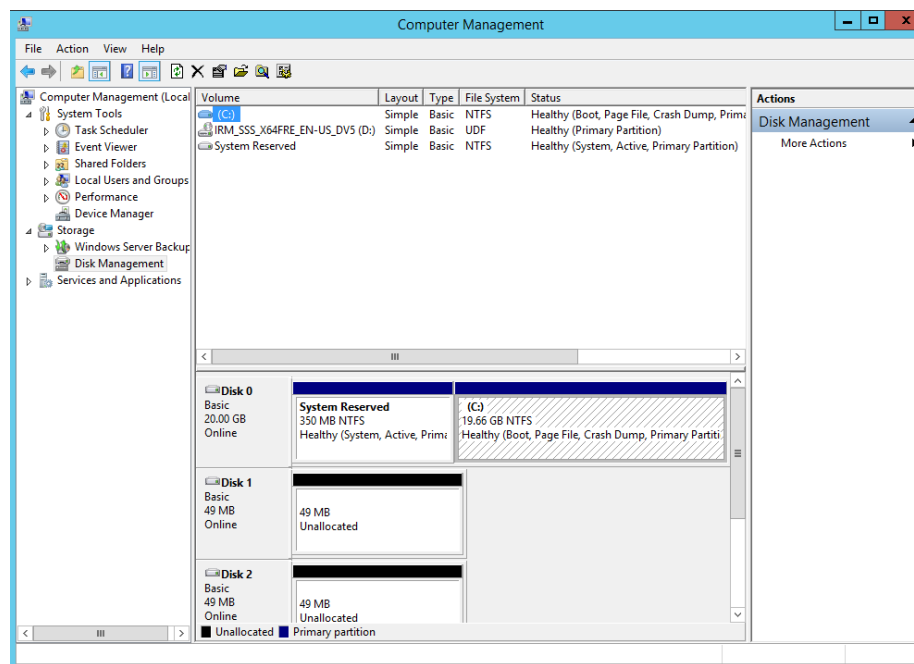 Computer Management
File Action View Help
Computer Management (Local
System Tools
Task Scheduler
Event Viewer
Shared Folders
Local Users and Groups
Performance
Device Manager
Storage
Windows Server Backup
Disk Management
Services and Applications
Volume Layout Type File System Status
(C:) Simple Basic NTFS Healthy (Boot, Page File, Crash Dump, Prima
IRM_SSS_X64FRE_EN-US_DV5 (D:) Simple Basic UDF Healthy (Primary Partition)
System Reserved Simple Basic NTFS Healthy (System, Active, Primary Partition)
Disk 0
Basic
20.00 GB
Online
System Reserved
350 MB NTFS
Healthy (System, Active, Prima
(C:)
19.66 GB NTFS
Healthy (Boot, Page File, Crash Dump, Primary Partiti
Disk 1
Basic
49 MB
Online
49 MB
Unallocated
Disk 2
Basic
49 MB
Online
49 MB
Unallocated
Unallocated Primary partition
Actions
Disk Management
More Actions